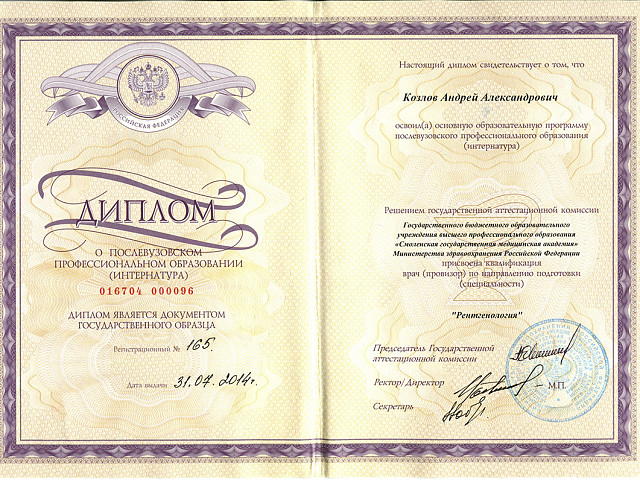 РОССИЙСКАЯ ФЕДЕРАЦИЯ
ДИПЛОМ
О ПОСЛЕВУЗОВСКОМ
ПРОФЕССИОНАЛЬНОМ ОБРАЗОВАНИИ
(ИНТЕРНАТУРА)
016704 000096
ДИПЛОМ ЯВЛЯЕТСЯ ДОКУМЕНТОМ
ГОСУДАРСТВЕННОГО ОБРАЗЦА
Регистрационный № 165.
Дата выдачи 31.07.2014г.
Настоящий диплом свидетельствует о том, что
Козлов Андрей Александрович
освоил(а) основную образовательную программу
послевузовского профессионального образования
(интернатура)
Решением государственной аттестационной комиссии
Государственного бюджетного образовательного
учреждения высшего профессионального образования
«Смоленская государственная медицинская академия»
Министерства здравоохранения Российской Федерации
присвоена квалификация
врач (провизор) по направлению подготовки
(специальности)
"Рентгенология"
Председатель Государственной
аттестационной комиссии
Ректор/Директор
М.П.
Секретарь